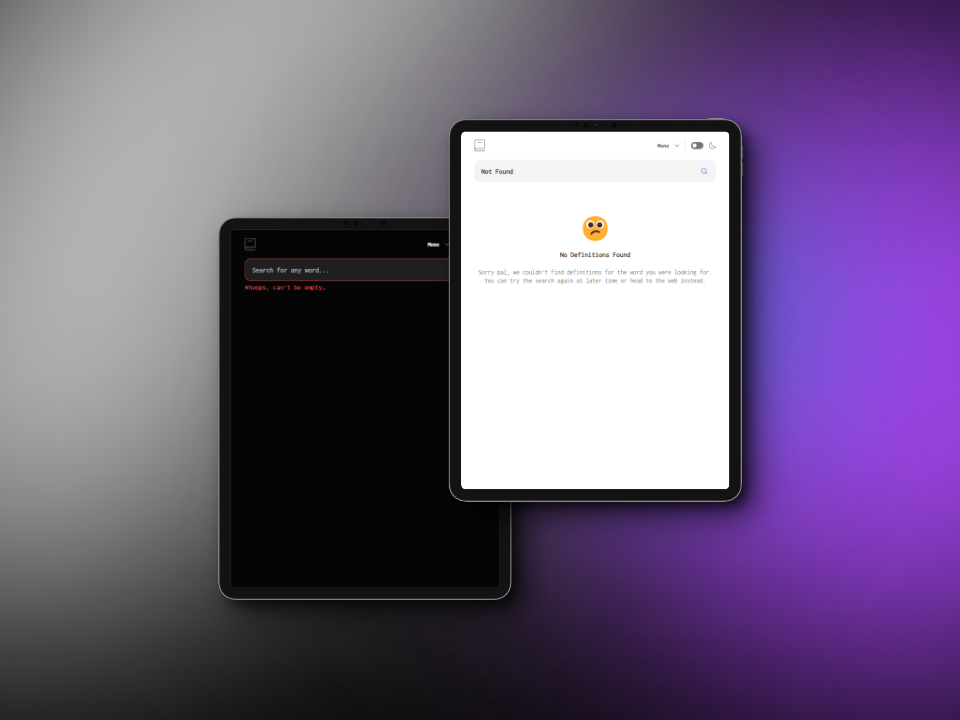 Mono
Search for any word...
Whoops, can't be empty…
Mono
Not Found
No Definitions Found
Sorry pal, we couldn't find definitions for the word you were looking for.
You can try the search again at later time or head to the web instead.